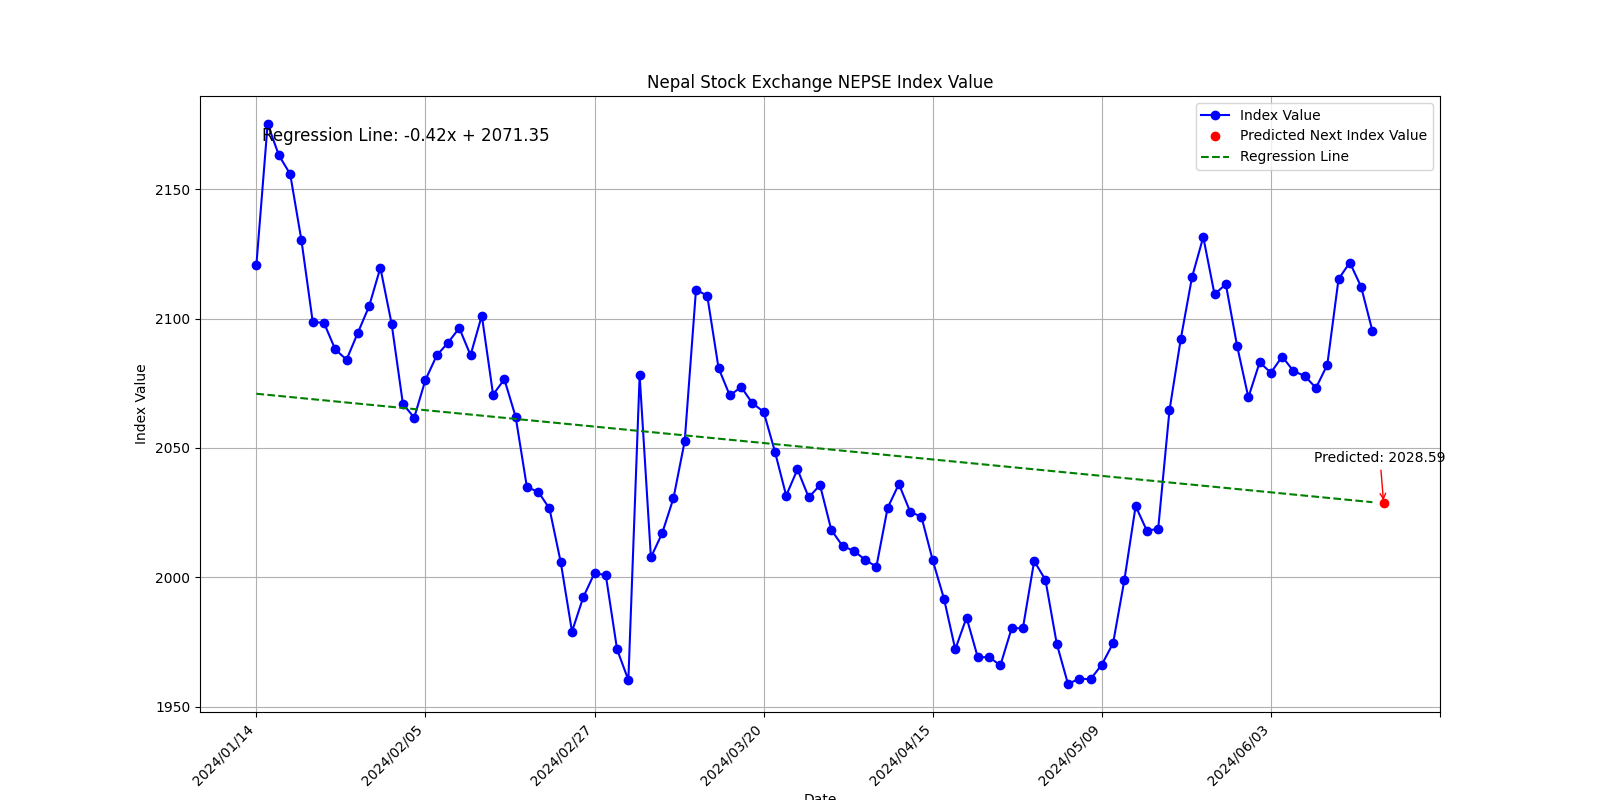 Nepal Stock Exchange NEPSE Index Value
Regression Line: -0.42x + 2071.35
Index Value
Predicted Next Index Value
Regression Line
2150
2100
2050
2000
1950
Index Value
Predicted: 2028.59
2024/01/14
2024/02/05
2024/02/27
2024/03/20
2024/04/15
2024/05/09
2024/06/03
Date